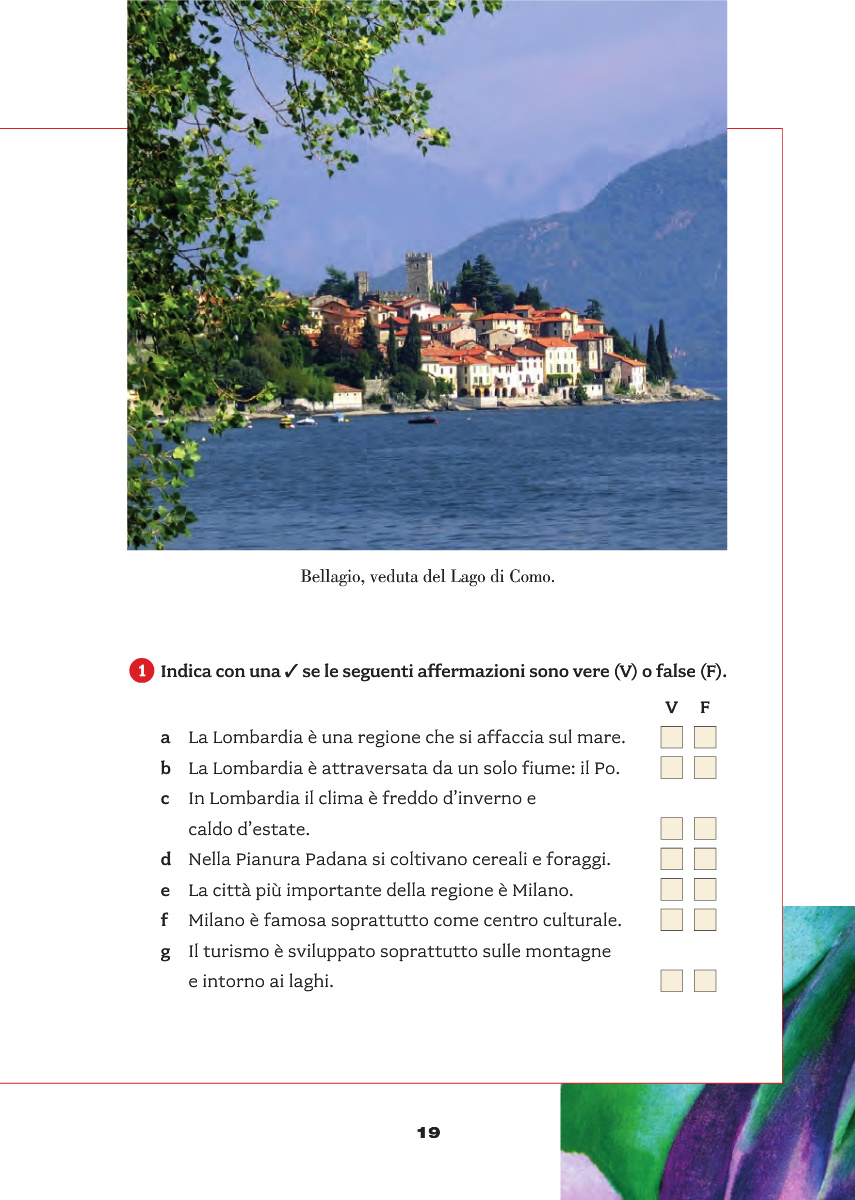 Bellagio, veduta del Lago di Como.
1 Indica con una ✓ se le seguenti affermazioni sono vere (V) o false (F).
V F
a La Lombardia è una regione che si affaccia sul mare.
b La Lombardia è attraversata da un solo fiume: il Po.
c In Lombardia il clima è freddo d'inverno e
caldo d'estate.
d Nella Pianura Padana si coltivano cereali e foraggi.
e La città più importante della regione è Milano.
f Milano è famosa soprattutto come centro culturale.
g Il turismo è sviluppato soprattutto sulle montagne
e intorno ai laghi.
19